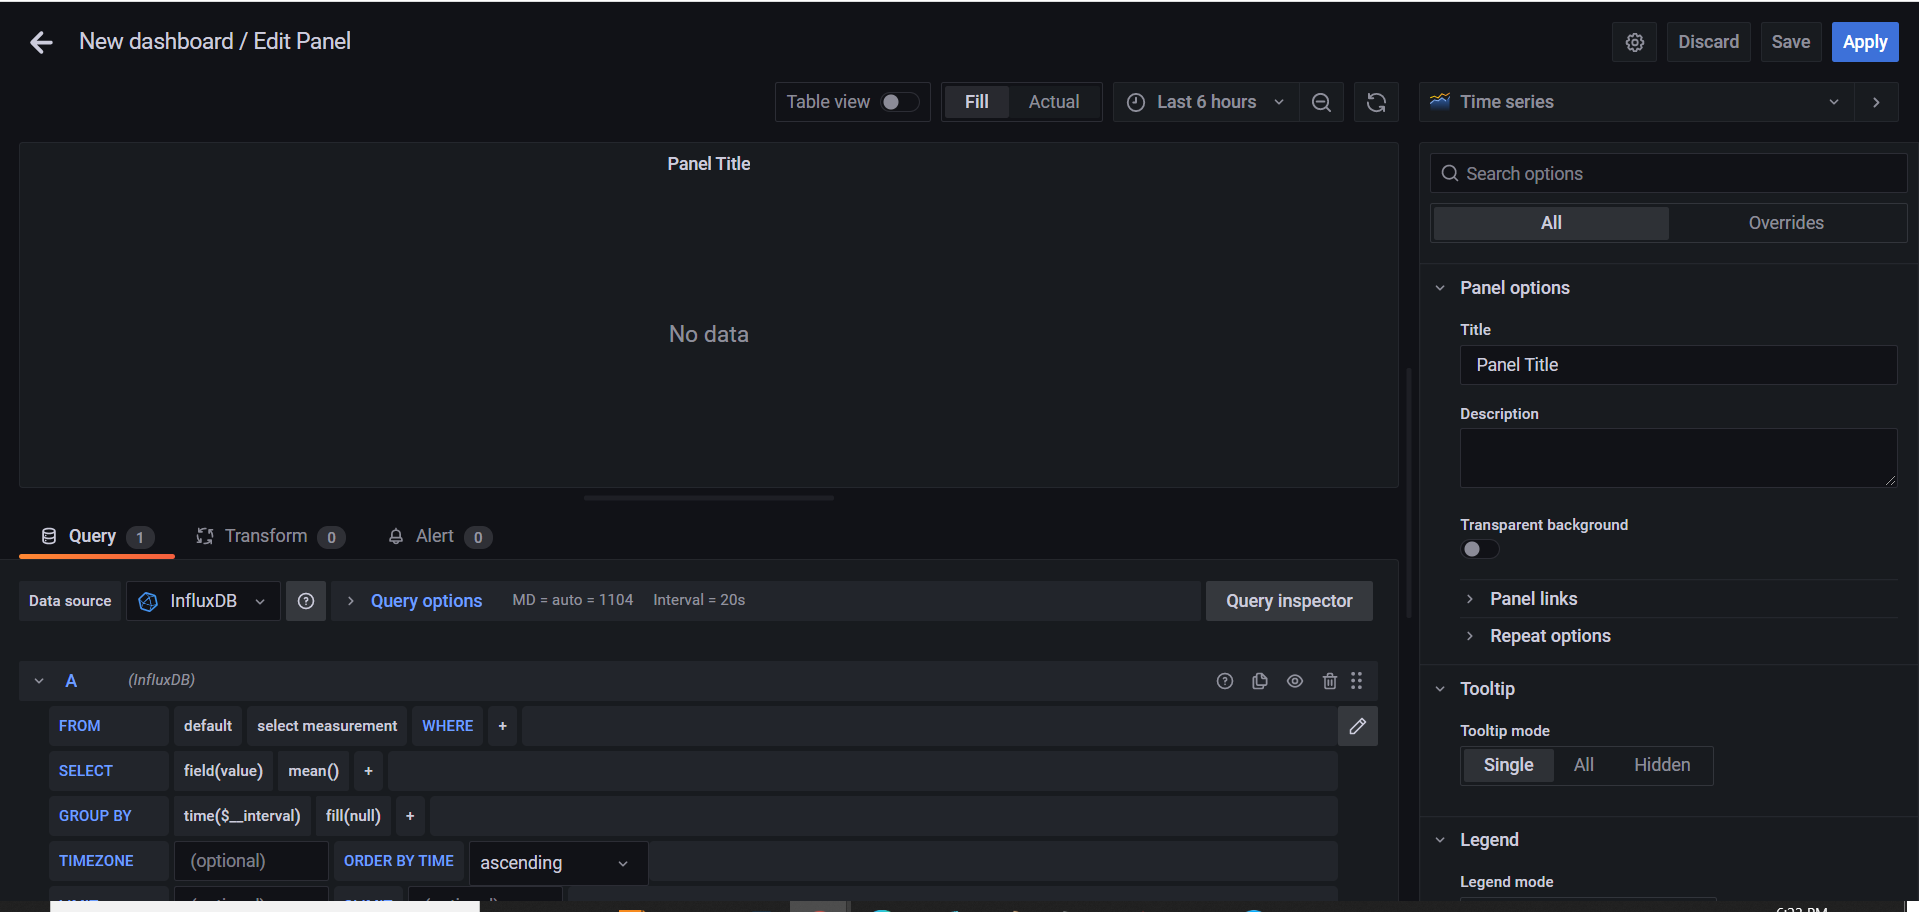 New dashboard / Edit Panel
Discard
Save
Apply
Table view
Fill
Actual
Last 6 hours
Time series
Panel Title
No data
Search options
All
Overrides
Panel options
Title
Panel Title
Description
Transparent background
Panel links
Repeat options
Tooltip
Tooltip mode
Single
All
Hidden
Legend
Legend mode
Query 1
Transform 0
Alert 0
Data source
InfluxDB
Query options
MD = auto = 1104
Interval = 20s
Query inspector
A
(InfluxDB)
FROM default select measurement WHERE +
SELECT field(value) mean() +
GROUP BY time($__interval) fill(null) +
TIMEZONE (optional) ORDER BY TIME ascending